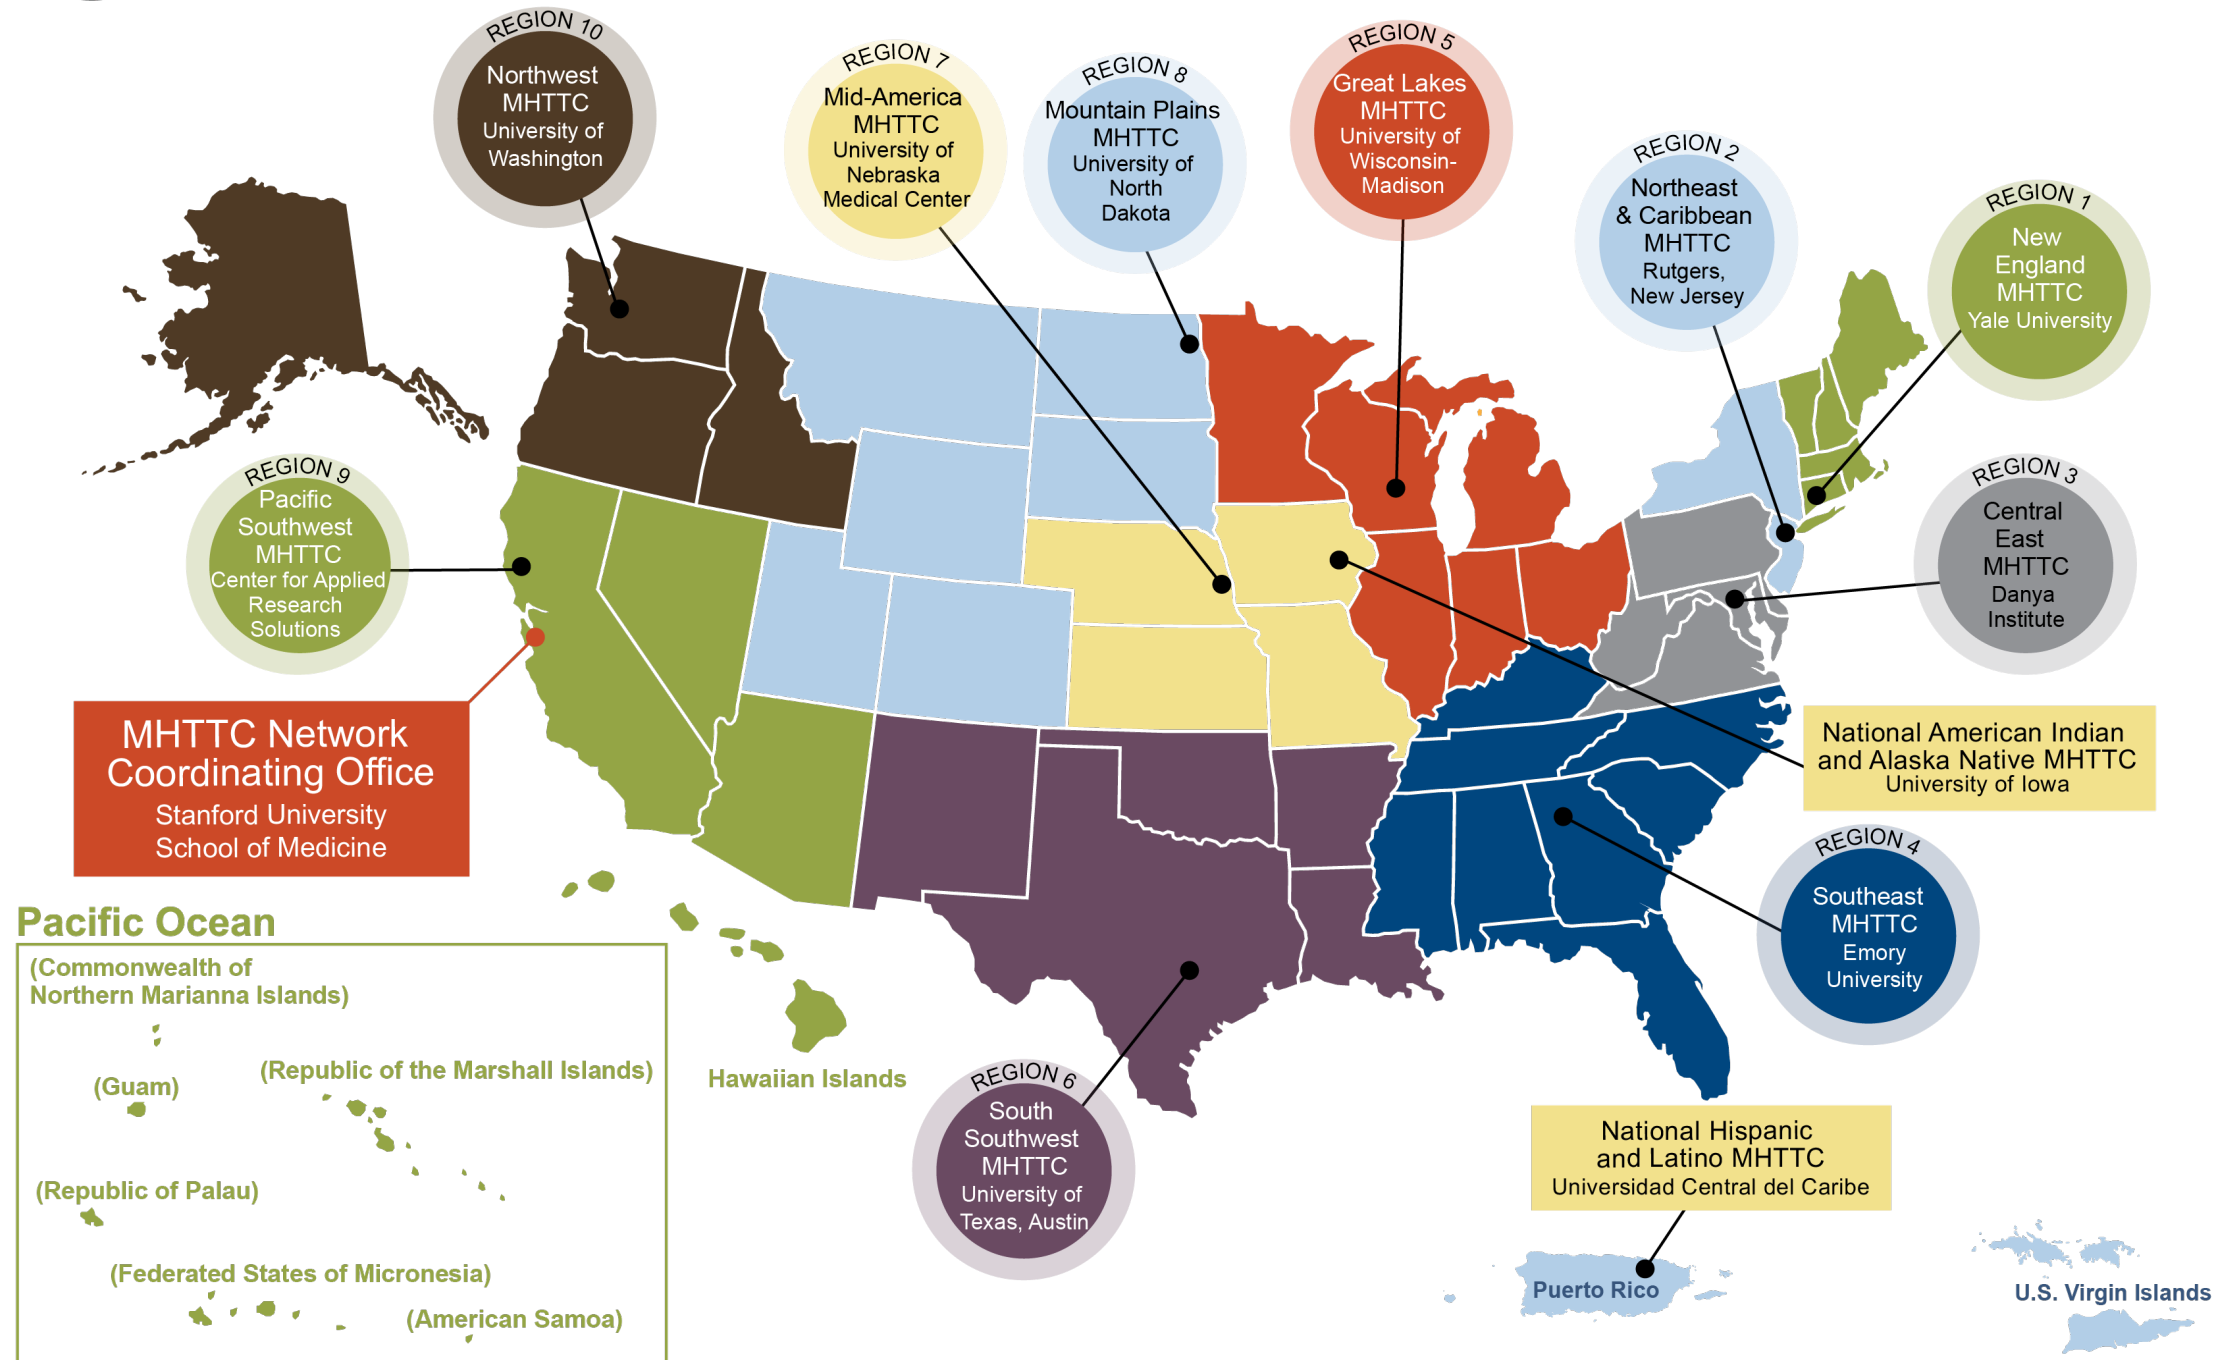 REGION 10
Northwest
MHTTC
University of
Washington
REGION 7
Mid-America
MHTTC
University of
Nebraska
Medical Center
REGION 8
Mountain Plains
MHTTC
University of
North
Dakota
REGION 5
Great Lakes
MHTTC
University of
Wisconsin-
Madison
REGION 2
Northeast
& Caribbean
MHTTC
Rutgers,
New Jersey
REGION 1
New
England
MHTTC
Yale University
REGION 9
Pacific
Southwest
MHTTC
Center for Applied
Research
Solutions
REGION 3
Central
East
MHTTC
Danya
Institute
MHTTC Network
Coordinating Office
Stanford University
School of Medicine
National American Indian
and Alaska Native MHTTC
University of Iowa
REGION 4
Southeast
MHTTC
Emory
University
Pacific Ocean
(Commonwealth of
Northern Marianna Islands)
(Guam)
(Republic of the Marshall Islands)
(Republic of Palau)
(Federated States of Micronesia)
(American Samoa)
Hawaiian Islands
REGION 6
South
Southwest
MHTTC
University of
Texas, Austin
National Hispanic
and Latino MHTTC
Universidad Central del Caribe
Puerto Rico
U.S. Virgin Islands